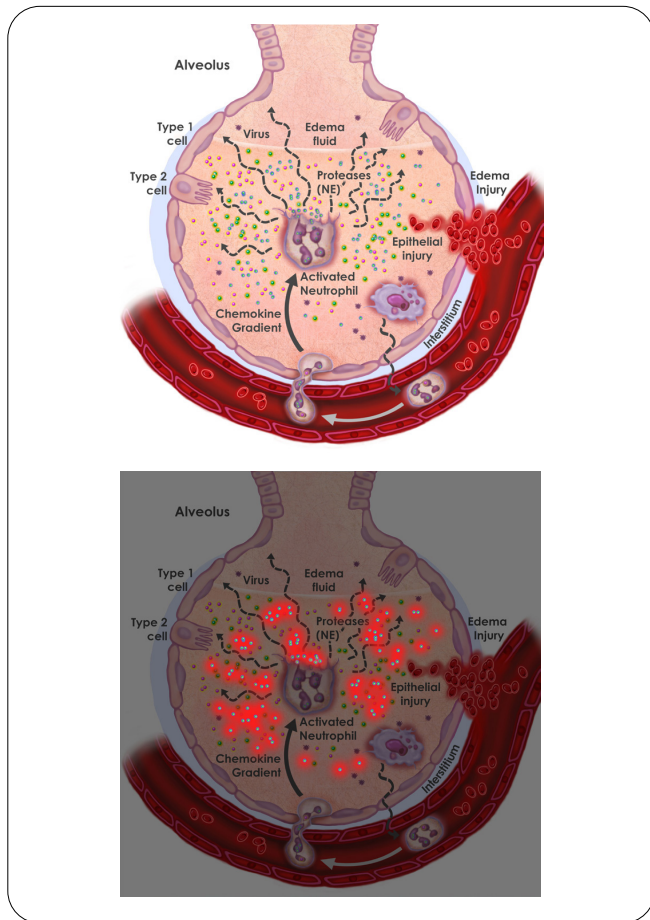 Alveolus
Type 1
cell
Virus
Edema
fluid
Type 2
cell
Proteases
(NE)
Edema
Injury
Epithelial
injury
Activated
Neutrophil
Chemokine
Gradient
Interstitium
Alveolus
Type 1
cell
Virus
Edema
fluid
Type 2
cell
Proteases
(NE)
Edema
Injury
Epithelial
injury
Activated
Neutrophil
Chemokine
Gradient
Interstitium